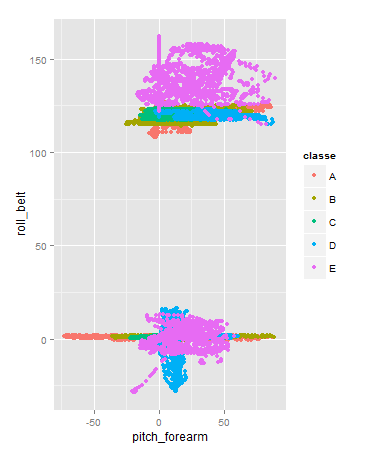 150
100
50
0
roll_belt
-50
0
50
pitch_forearm
classe
A
B
C
D
E